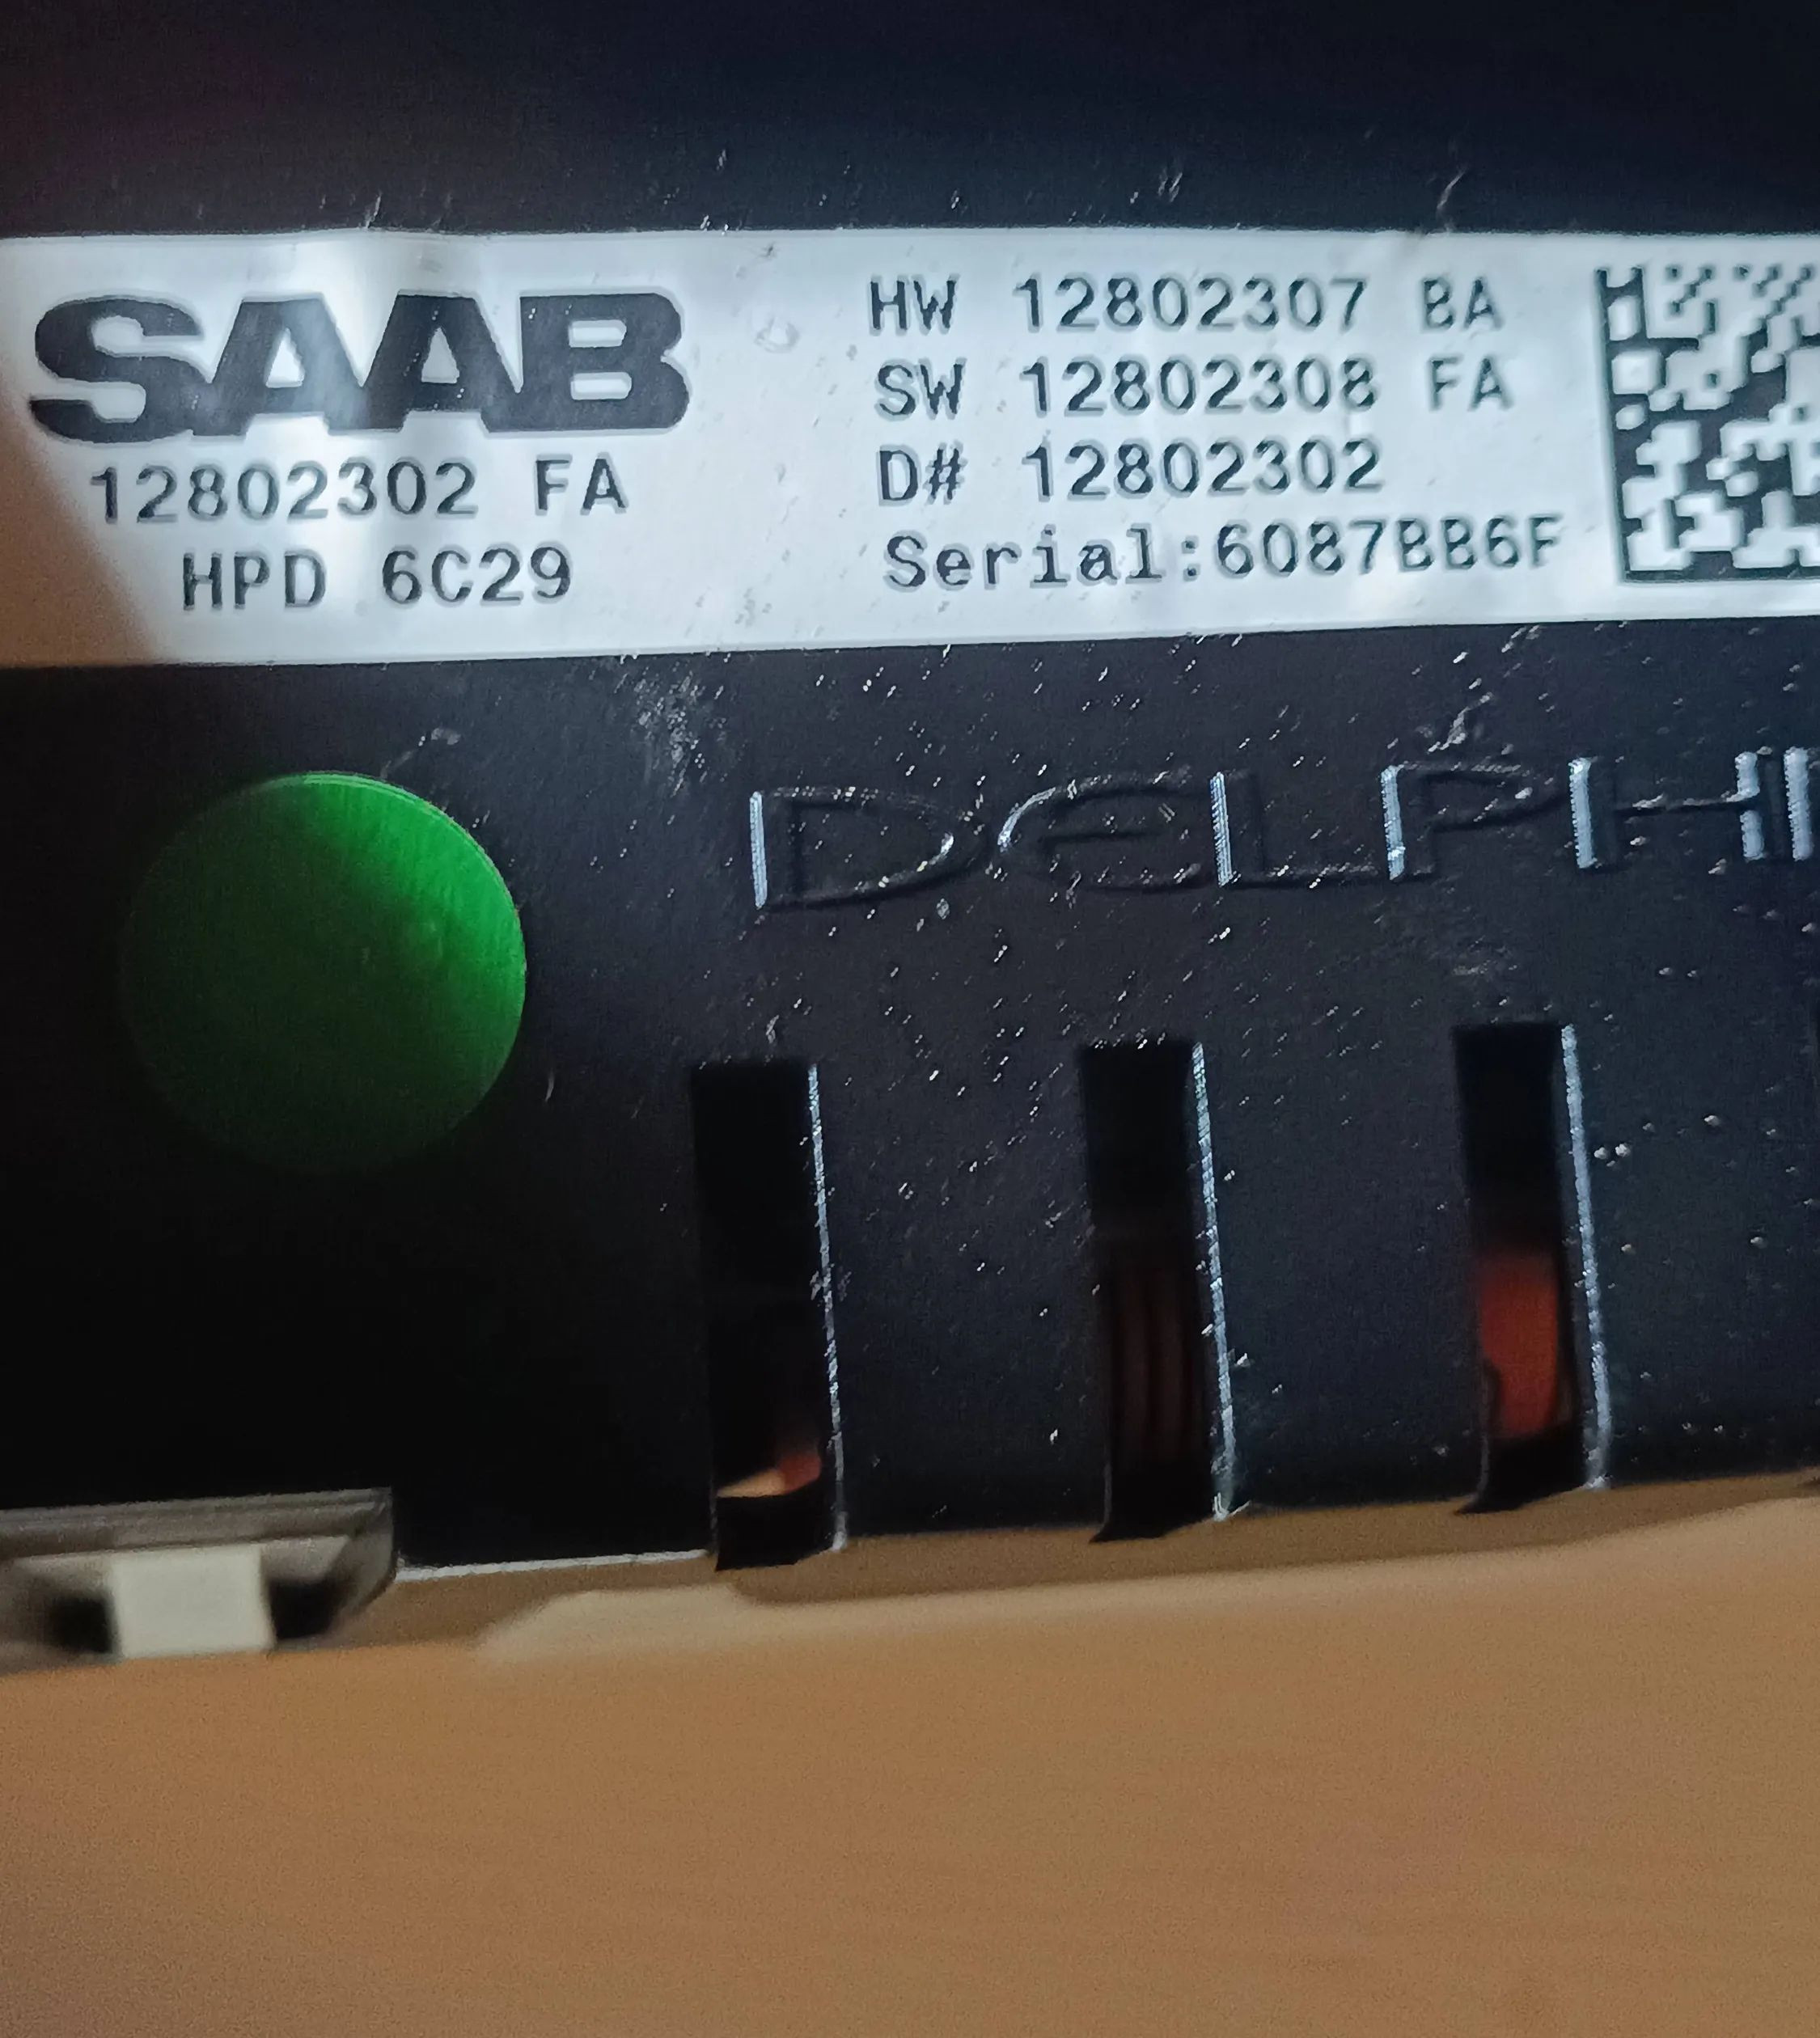 SAAB
12802302 FA
HPD 6C29
HW 12802307 BA
SW 12802308 FA
D# 12802302
Serial:6087BB6F
DELPHI